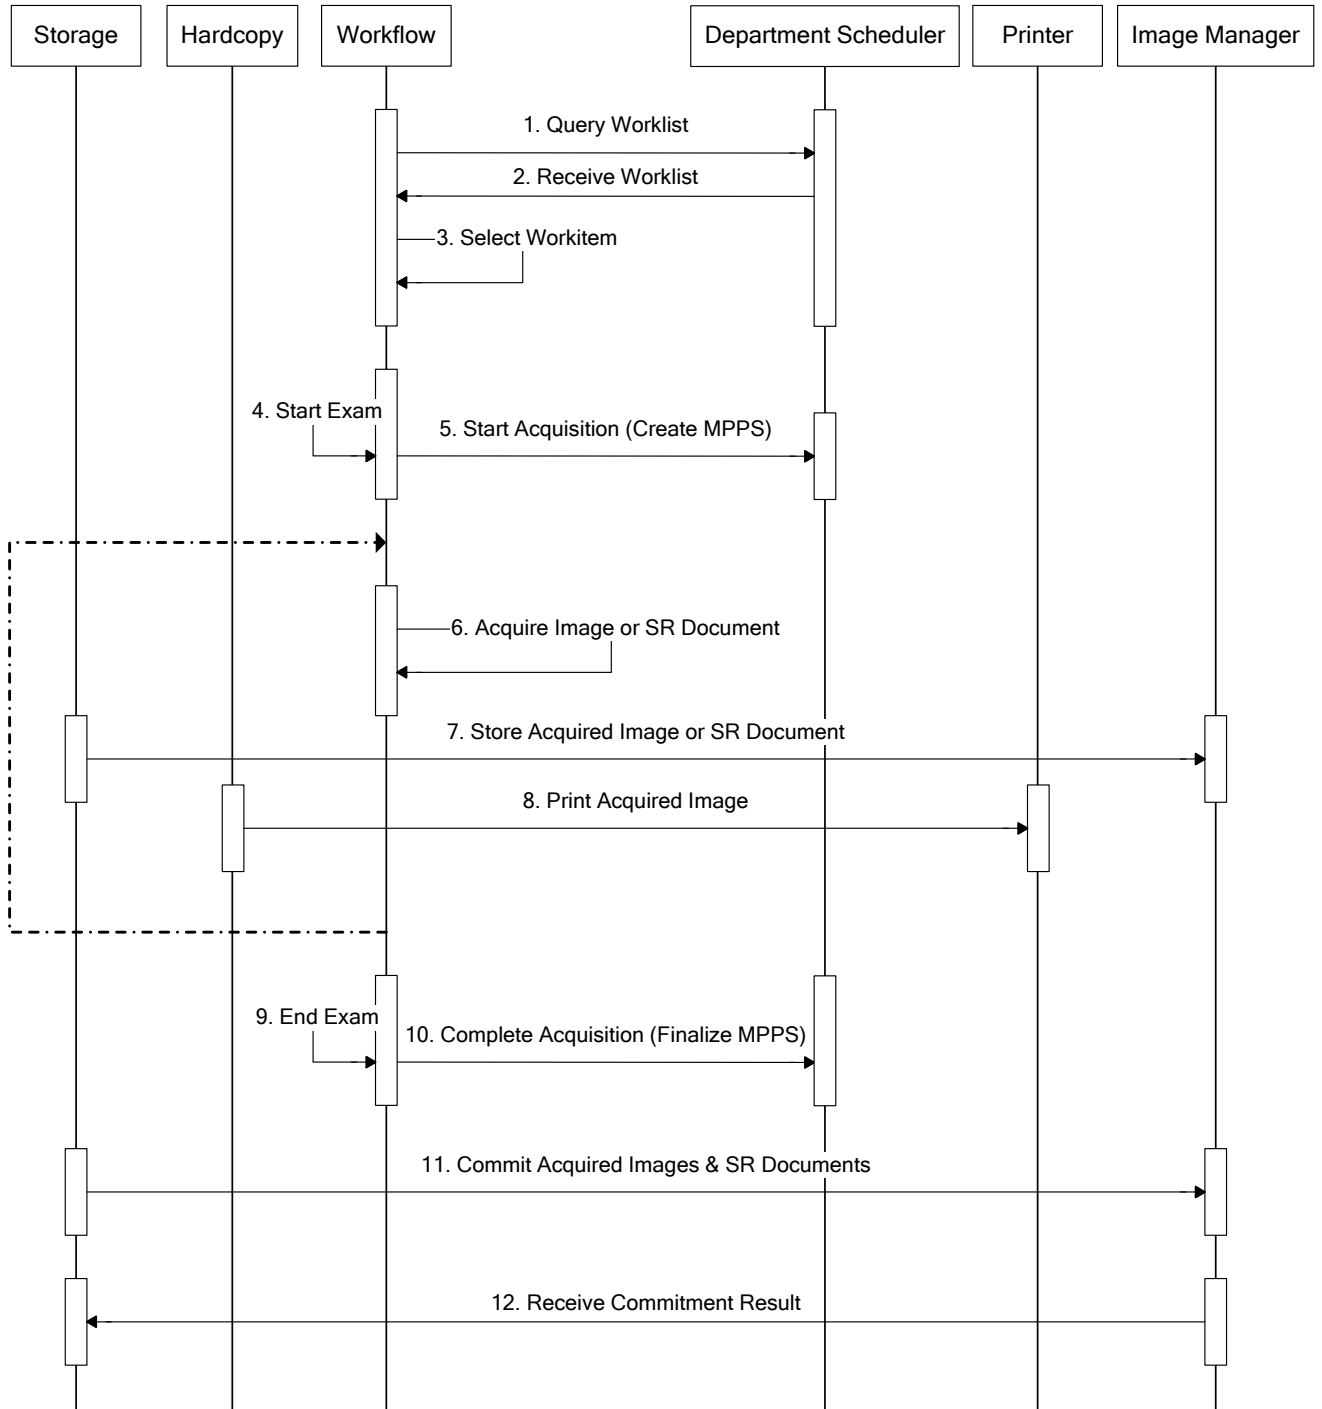 Storage
Hardcopy
Workflow
Department Scheduler
Printer
Image Manager
1. Query Worklist
2. Receive Worklist
3. Select Workitem
4. Start Exam
5. Start Acquisition (Create MPPS)
6. Acquire Image or SR Document
7. Store Acquired Image or SR Document
8. Print Acquired Image
9. End Exam
10. Complete Acquisition (Finalize MPPS)
11. Commit Acquired Images & SR Documents
12. Receive Commitment Result